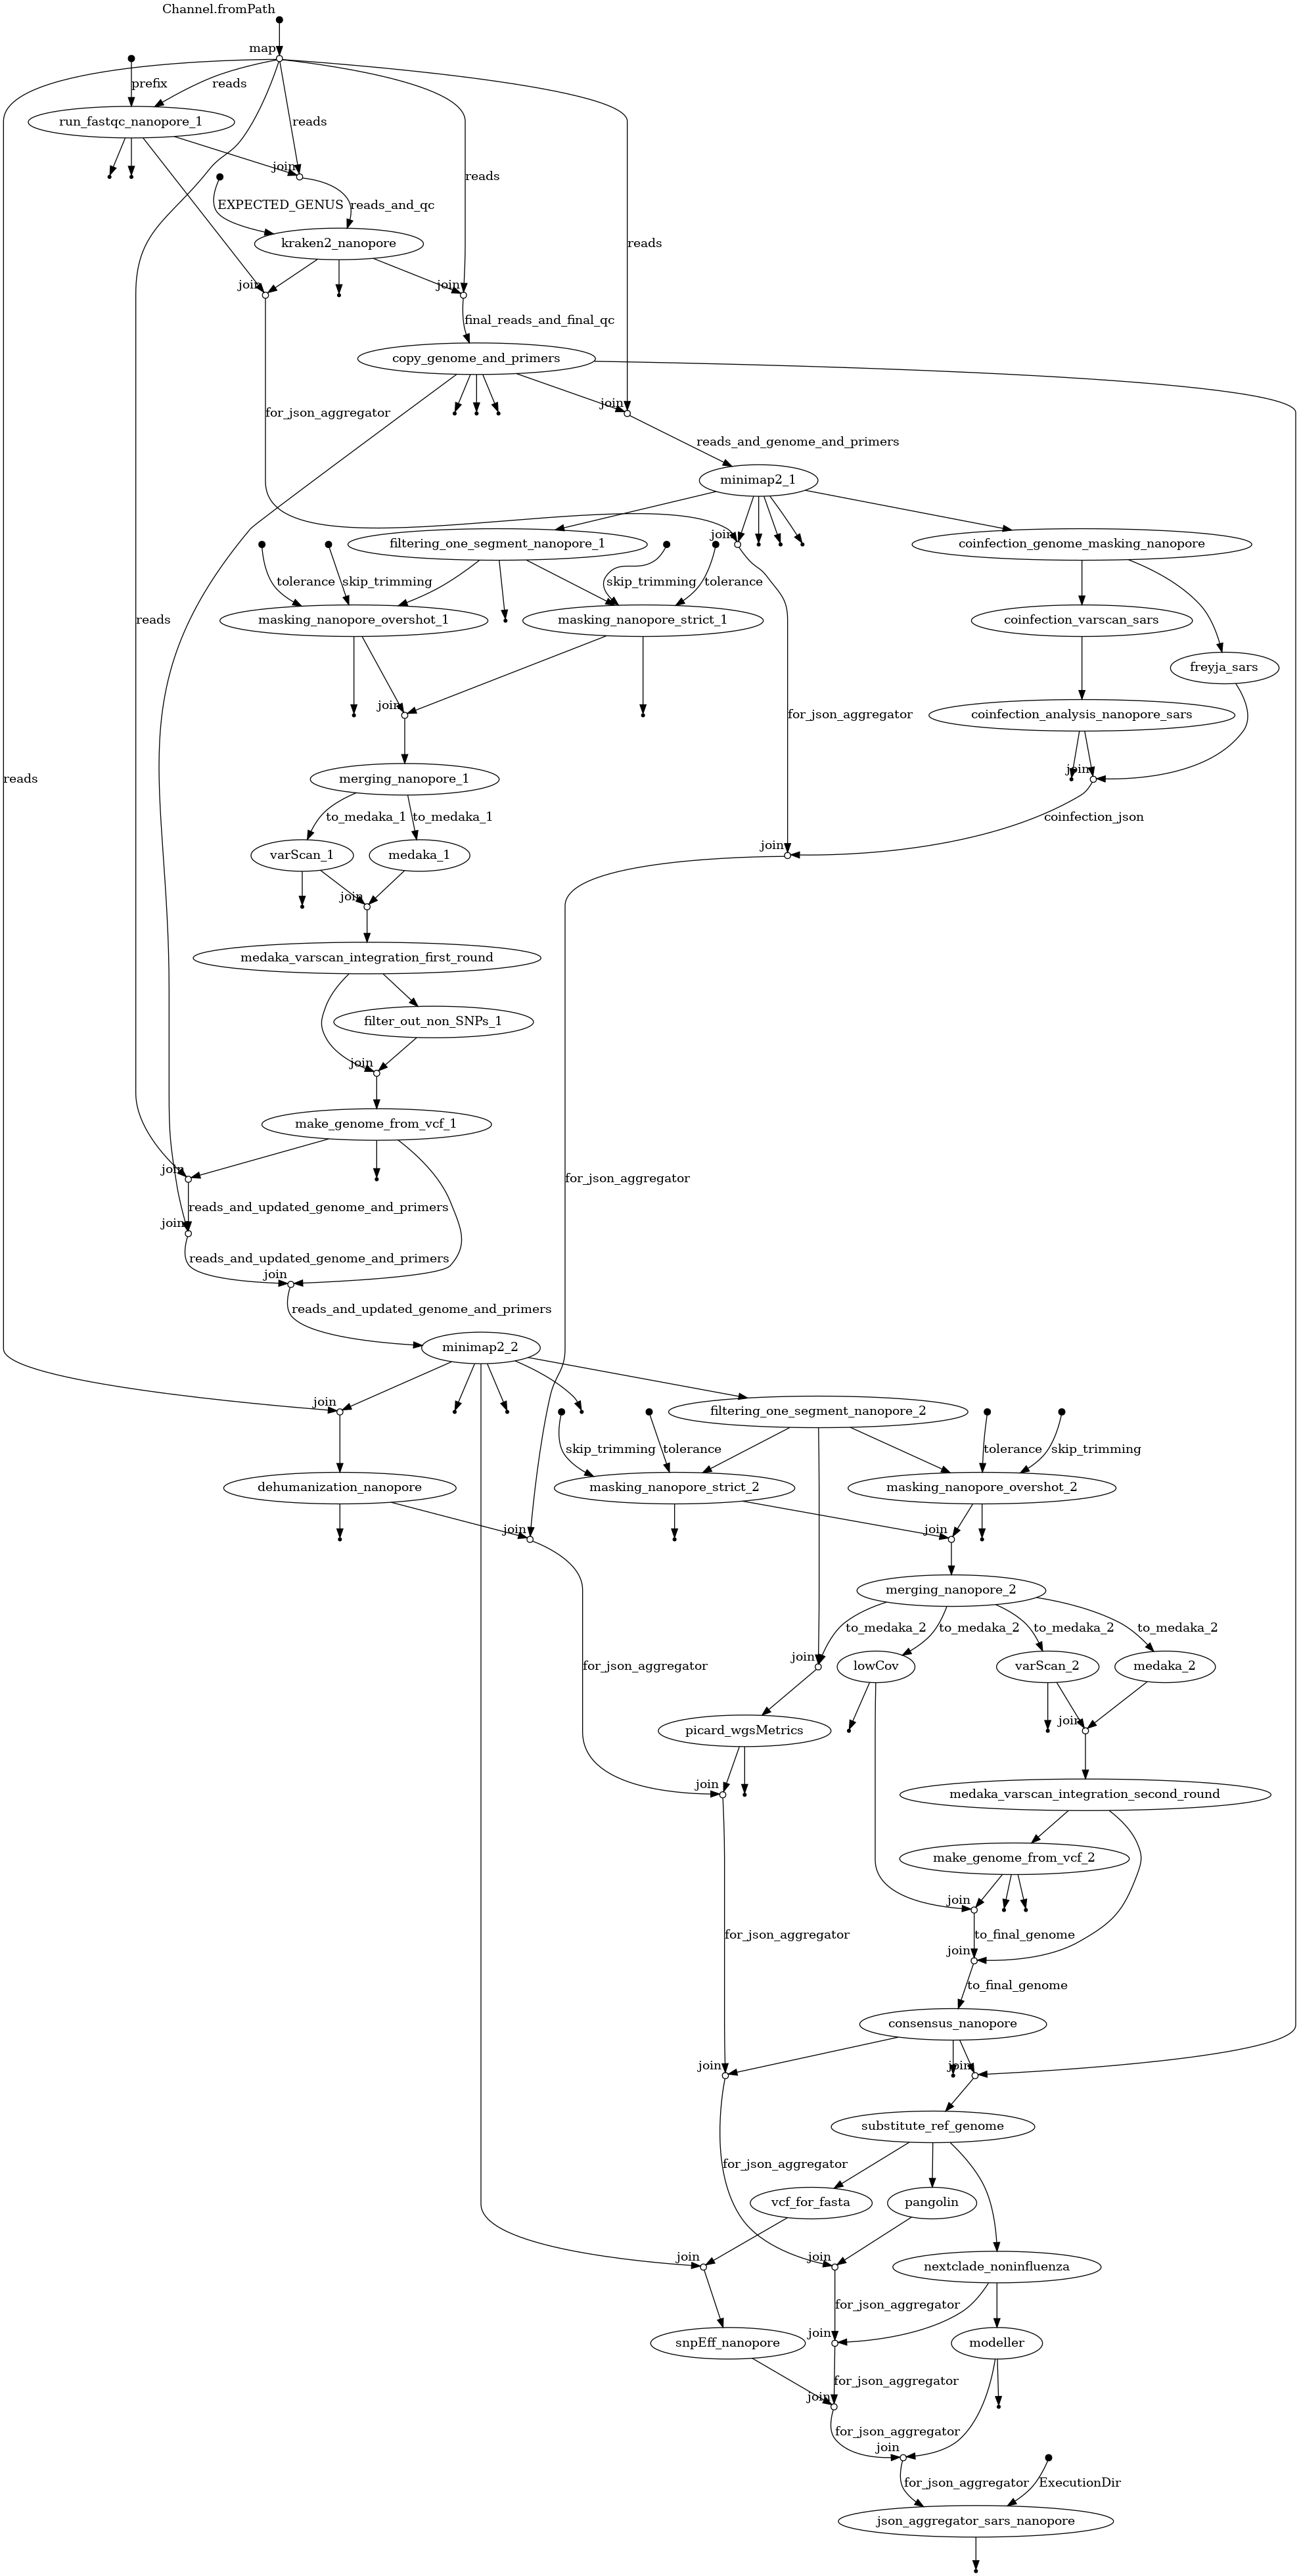 Channel.fromPath
map
prefix
reads
run_fastqc_nanopore_1
reads
join
reads
EXPECTED_GENUS
reads_and_qc
kraken2_nanopore
reads
join
join
final_reads_and_final_qc
copy_genome_and_primers
for_json_aggregator
join
reads_and_genome_and_primers
minimap2_1
join
filtering_one_segment_nanopore_1
coinfection_genome_masking_nanopore
tolerance
skip_trimming
skip_trimming
tolerance
reads
masking_nanopore_overshot_1
masking_nanopore_strict_1
coinfection_varscan_sars
freyja_sars
join
for_json_aggregator
coinfection_analysis_nanopore_sars
join
reads
merging_nanopore_1
to_medaka_1
to_medaka_1
coinfection_json
join
varScan_1
medaka_1
join
medaka_varscan_integration_first_round
filter_out_non_SNPs_1
join
make_genome_from_vcf_1
join
for_json_aggregator
reads_and_updated_genome_and_primers
join
reads_and_updated_genome_and_primers
join
reads_and_updated_genome_and_primers
minimap2_2
join
filtering_one_segment_nanopore_2
skip_trimming
tolerance
tolerance
skip_trimming
dehumanization_nanopore
masking_nanopore_strict_2
masking_nanopore_overshot_2
join
join
merging_nanopore_2
to_medaka_2
to_medaka_2
to_medaka_2
to_medaka_2
join
for_json_aggregator
lowCov
varScan_2
medaka_2
join
picard_wgsMetrics
join
medaka_varscan_integration_second_round
make_genome_from_vcf_2
join
for_json_aggregator
to_final_genome
join
to_final_genome
consensus_nanopore
join
join
substitute_ref_genome
for_json_aggregator
vcf_for_fasta
pangolin
join
join
nextclade_noninfluenza
for_json_aggregator
join
snpEff_nanopore
modeller
for_json_aggregator
join
for_json_aggregator
join
for_json_aggregator
ExecutionDir
json_aggregator_sars_nanopore